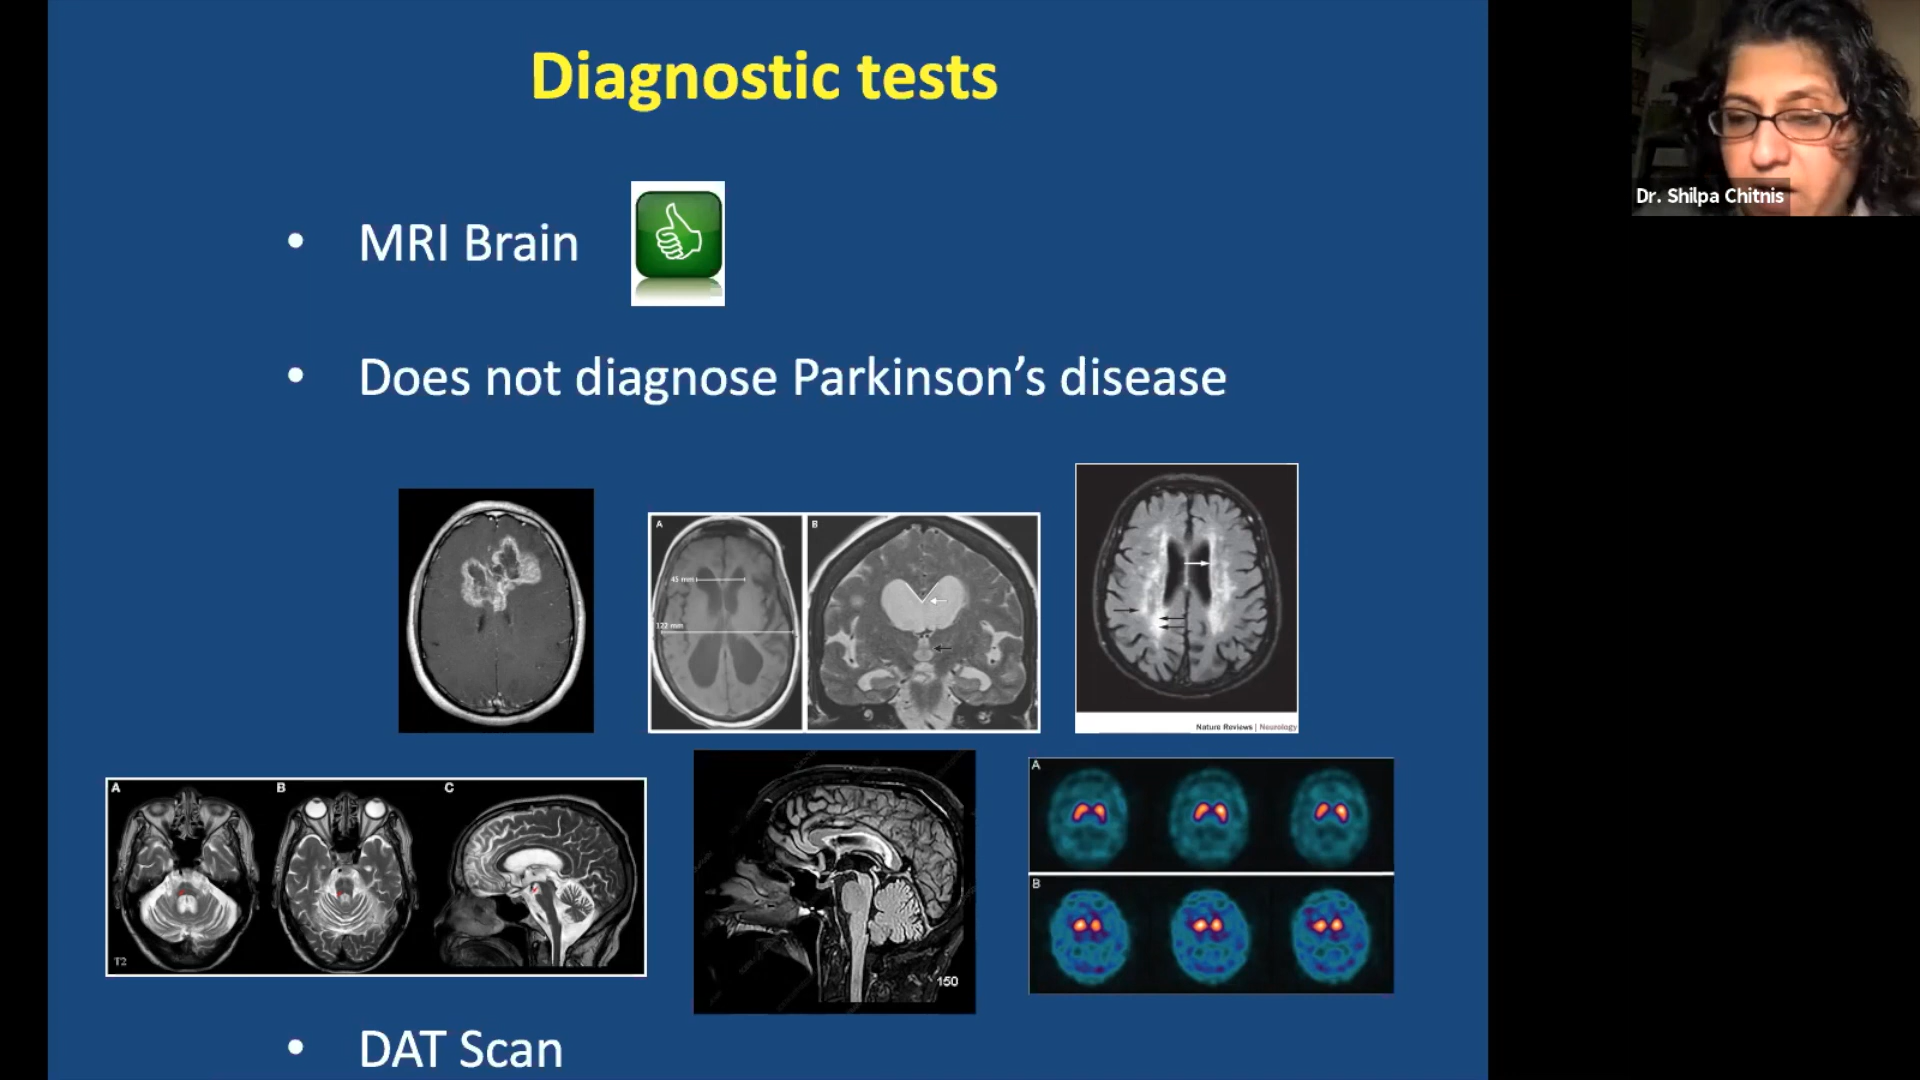 Diagnostic tests
Dr. Shilpa Chitnis
• MRI Brain
• Does not diagnose Parkinson’s disease
A
B
45 mm
122 mm
Nature Reviews | Neurology
A
B
C
T2
150
A
B
• DAT Scan